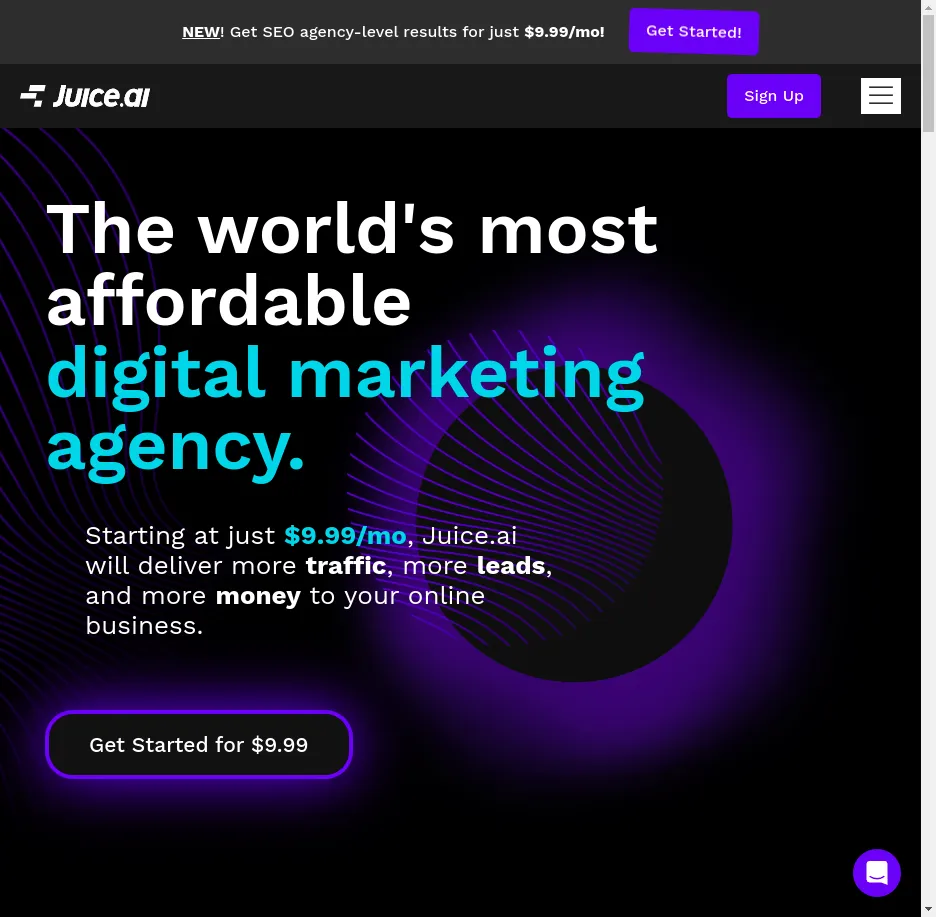 NEW! Get SEO agency-level results for just $9.99/mo!
Get Started!
Juice.ai
Sign Up
The world's most
affordable
digital marketing
agency.
Starting at just $9.99/mo, Juice.ai
will deliver more traffic, more leads,
and more money to your online
business.
Get Started for $9.99